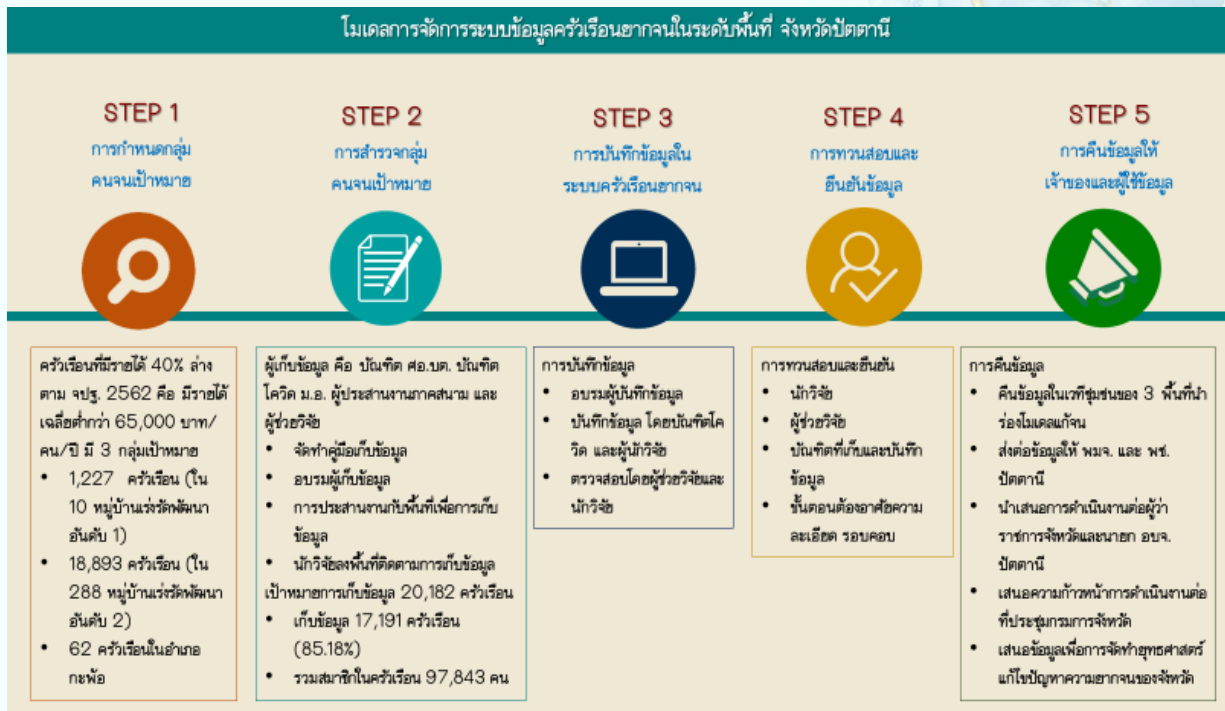 โมเดลการจัดการระบบข้อมูลครัวเรือนยากจนในระดับพื้นที่ จังหวัดปัตตานี
STEP 1
การกำหนดกลุ่ม
คนจนเป้าหมาย
STEP 2
การสำรวจกลุ่ม
คนจนเป้าหมาย
STEP 3
การบันทึกข้อมูลใน
ระบบครัวเรือนยากจน
STEP 4
การทวนสอบและ
ยืนยันข้อมูล
STEP 5
การคืนข้อมูลให้
เจ้าของและผู้ใช้ข้อมูล
ครัวเรือนที่มีรายได้ 40% ล่าง
ตาม จปฐ. 2562 คือ มีรายได้
เฉลี่ยต่ำกว่า 65,000 บาท/
คน/ปี มี 3 กลุ่มเป้าหมาย
• 1,227 ครัวเรือน (ใน
10 หมู่บ้านเร่งรัดพัฒนา
อันดับ 1)
• 18,893 ครัวเรือน (ใน
288 หมู่บ้านเร่งรัดพัฒนา
อันดับ 2)
• 62 ครัวเรือนในอำเภอ
กะพ้อ
ผู้เก็บข้อมูล คือ บัณฑิต ศอ.บต. บัณฑิต
โควิด ม.อ. ผู้ประสานงานภาคสนาม และ
ผู้ช่วยวิจัย
• จัดทำคู่มือเก็บข้อมูล
• อบรมผู้เก็บข้อมูล
• การประสานงานกับพื้นที่เพื่อการเก็บ
ข้อมูล
• นักวิจัยลงพื้นที่ติดตามการเก็บข้อมูล
เป้าหมายการเก็บข้อมูล 20,182 ครัวเรือน
• เก็บข้อมูล 17,191 ครัวเรือน
(85.18%)
• รวมสมาชิกในครัวเรือน 97,843 คน
การบันทึกข้อมูล
• อบรมผู้บันทึกข้อมูล
• บันทึกข้อมูล โดยบัณฑิตโค
วิด และผู้นักวิจัย
• ตรวจสอบโดยผู้ช่วยวิจัยและ
นักวิจัย
การทวนสอบและยืนยัน
• นักวิจัย
• ผู้ช่วยวิจัย
• บัณฑิตที่เก็บและบันทึก
ข้อมูล
• ขั้นตอนต้องอาศัยความ
ละเอียด รอบคอบ
การคืนข้อมูล
• คืนข้อมูลในเวทีชุมชนของ 3 พื้นที่นำ
ร่องโมเดลแก้จน
• ส่งต่อข้อมูลให้ พมจ. และ พช.
ปัตตานี
• นำเสนอการดำเนินงานต่อผู้ว่า
ราชการจังหวัดและนายก อบจ.
ปัตตานี
• เสนอความก้าวหน้าการดำเนินงานต่อ
ที่ประชุมกรมการจังหวัด
• เสนอข้อมูลเพื่อการจัดทำยุทธศาสตร์
แก้ไขปัญหาความยากจนของจังหวัด